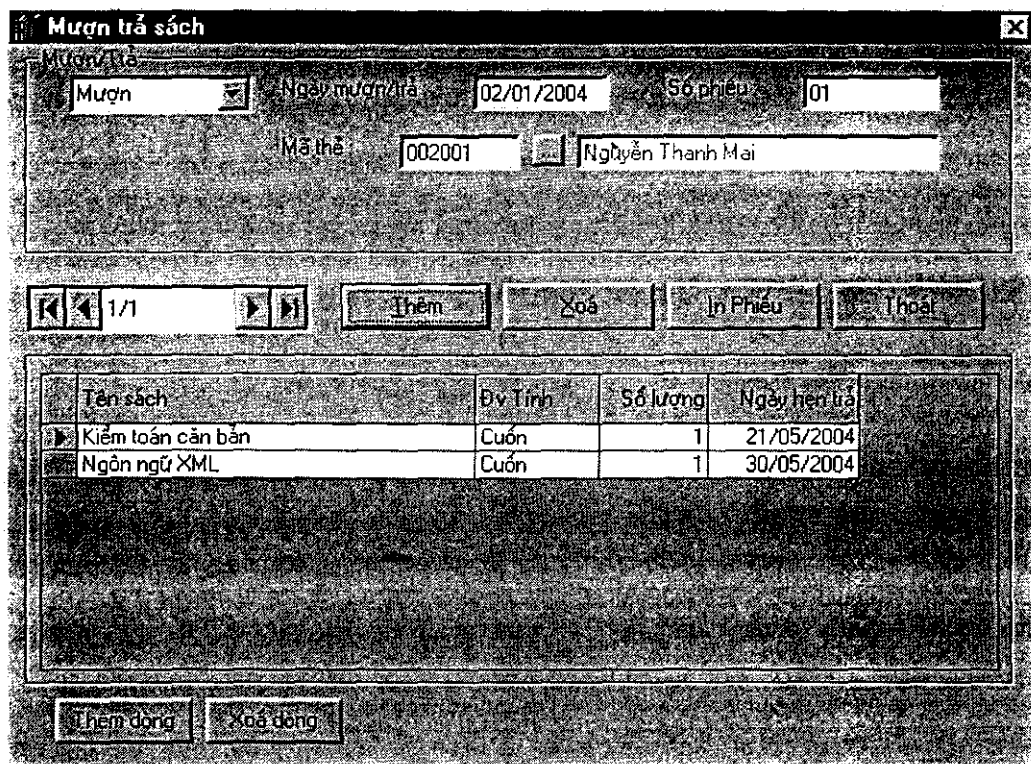 Mượn trả sách
Mượn/Trả
Mượn Ngày mượn/trả 02/01/2004 Số phiếu 01
Mã thẻ 002001 ... Nguyễn Thanh Mai
1/1 Thêm Xoá In Phiếu Thoát
Tên sách Đv Tính Số lượng Ngày hẹn trả
Kiểm toán căn bản Cuốn 1 21/05/2004
Ngôn ngữ XML Cuốn 1 30/05/2004
Thêm dòng Xoá dòng